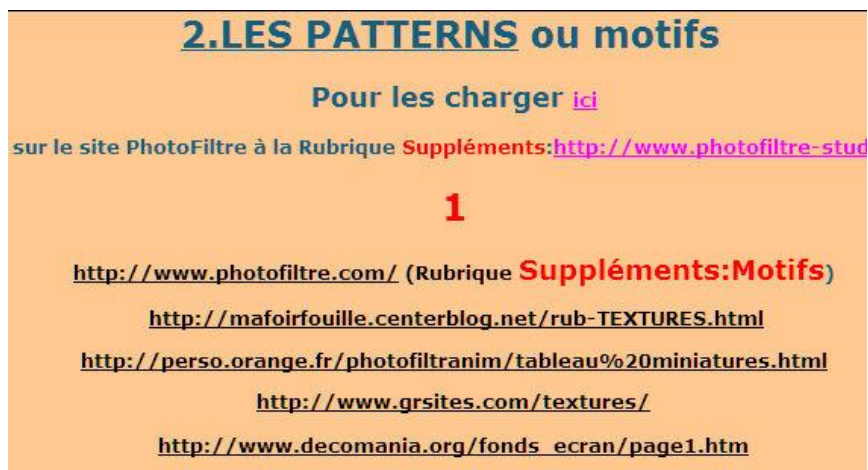 2.LES PATTERNS ou motifs
Pour les charger ici
sur le site PhotoFiltre à la Rubrique Suppléments:http://www.photofiltre-stud
1
http://www.photofiltre.com/ (Rubrique Suppléments:Motifs)
http://mafoirfouille.centerblog.net/rub-TEXTURES.html
http://perso.orange.fr/photofiltranim/tableau%20miniatures.html
http://www.grsites.com/textures/
http://www.decomania.org/fonds_ecran/page1.htm